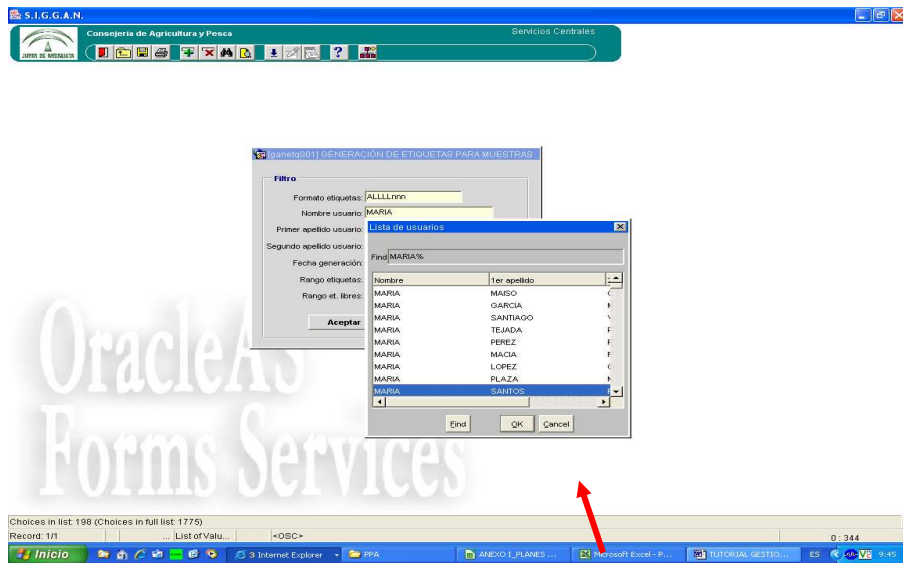 S.I.G.G.A.N.
Consejería de Agricultura y Pesca
Servicios Centrales
JUNTA DE ANDALUCIA
[ganetq001] GENERACIÓN DE ETIQUETAS PARA MUESTRAS
Filtro
Formato etiquetas: ALLLLnnn
Nombre usuario: MARIA
Primer apellido usuario:
Segundo apellido usuario:
Fecha generación:
Rango etiquetas:
Rango et. libres:
Aceptar
Lista de usuarios
Find MARIA%
Nombre 1er apellido
MARIA MAISO
MARIA GARCIA
MARIA SANTIAGO
MARIA TEJADA
MARIA PEREZ
MARIA MACIA
MARIA LOPEZ
MARIA PLAZA
MARIA SANTOS
Find OK Cancel
OracleAS
Forms Services
Choices in list: 198 (Choices in full list: 1775)
Record: 1/1 ... List of Valu... <OSC> 0 : 344
Inicio 3 Internet Explorer PPA ANEXO I_PLANES ... Microsoft Excel - P... TUTORIAL GESTIO... ES 9:45